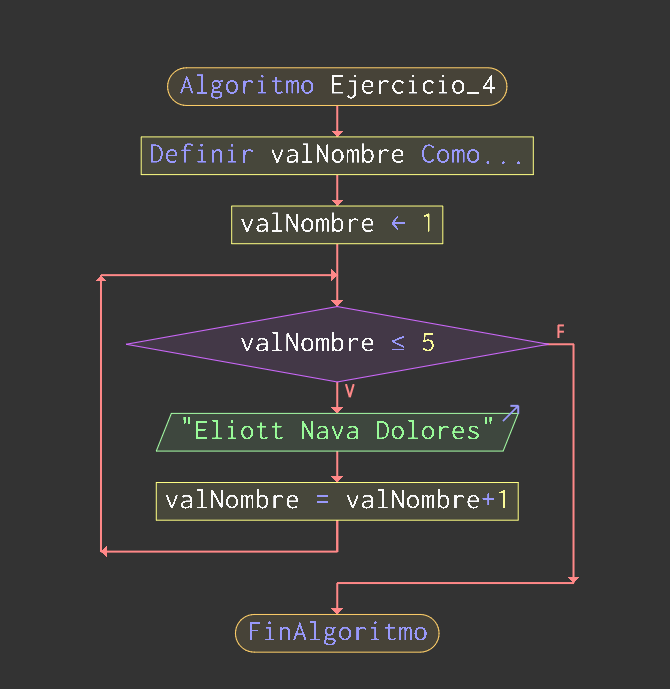 Algoritmo Ejercicio_4
Definir valNombre Como...
valNombre ← 1
valNombre ≤ 5
F
V
"Eliott Nava Dolores"
valNombre = valNombre+1
FinAlgoritmo